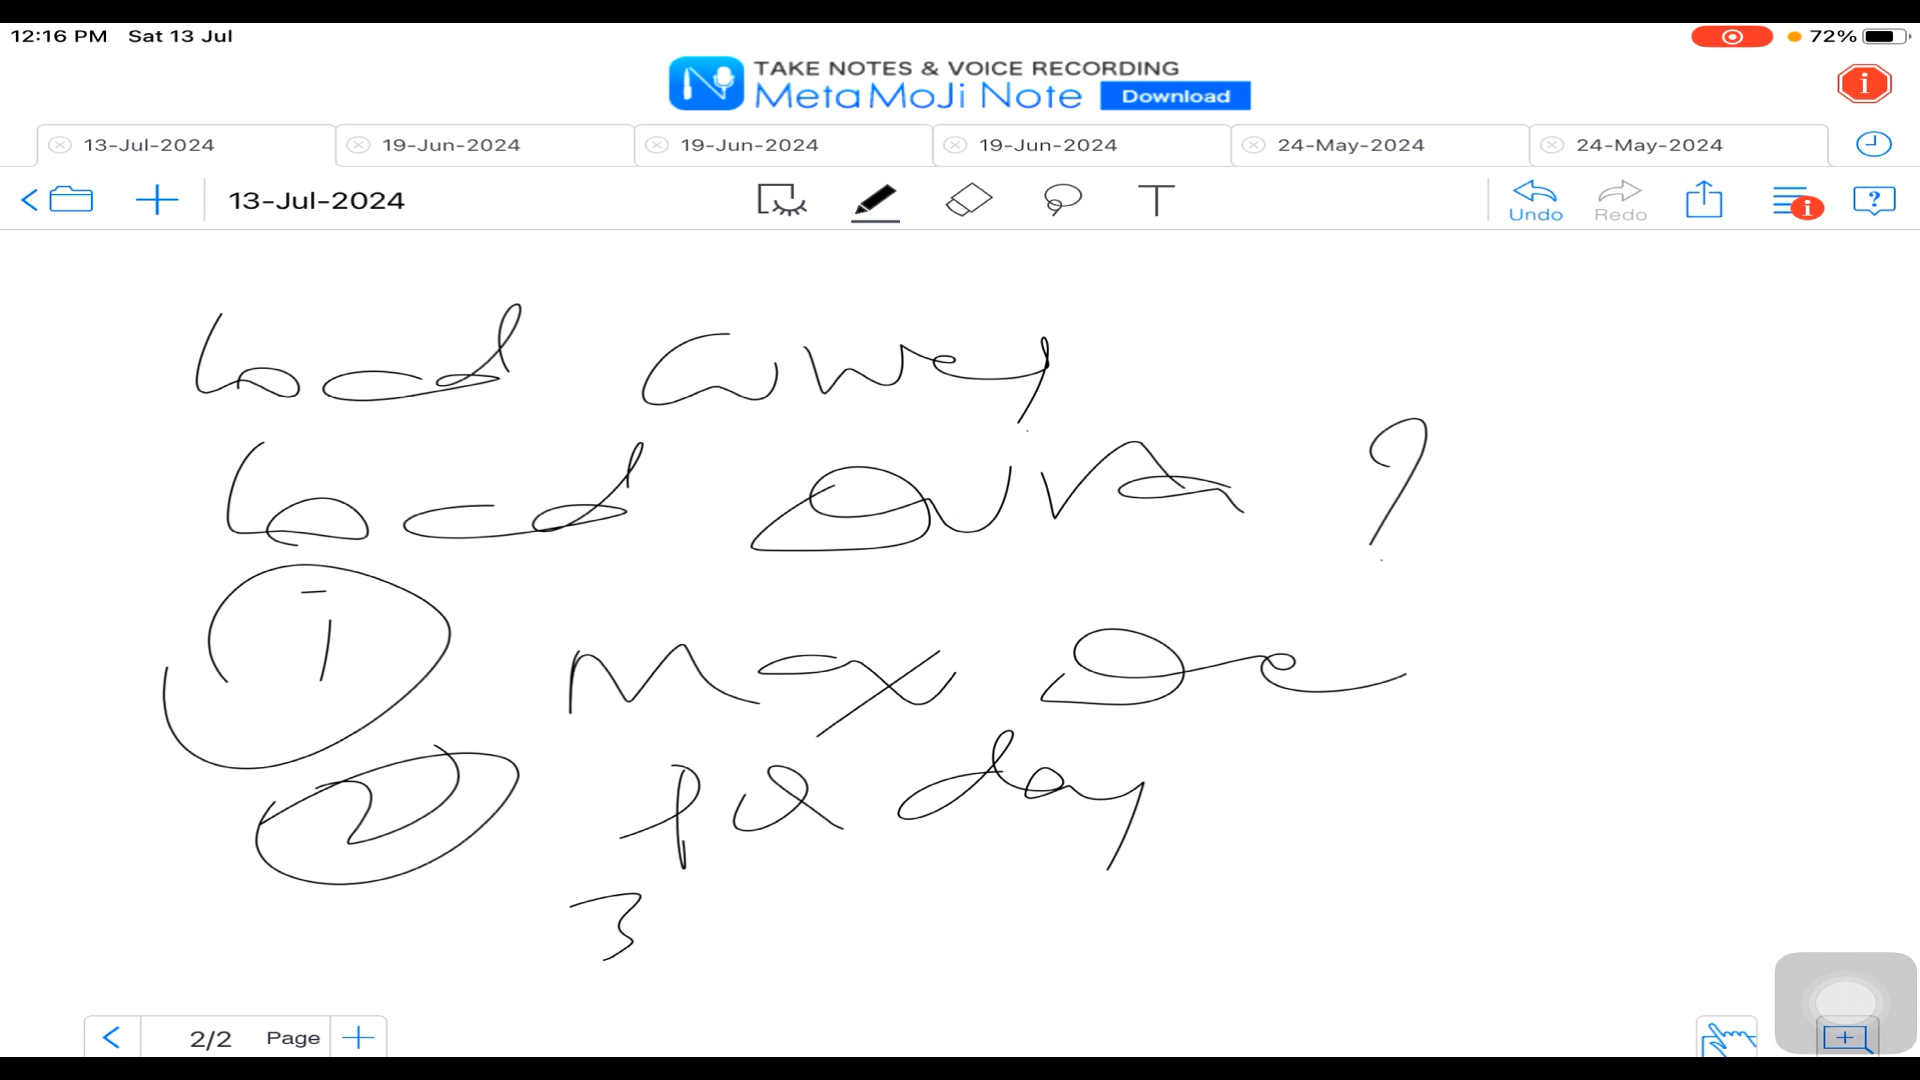 12:16 PM Sat 13 Jul
72%
TAKE NOTES & VOICE RECORDING
MetaMoJi Note Download
13-Jul-2024 19-Jun-2024 19-Jun-2024 19-Jun-2024 24-May-2024 24-May-2024
13-Jul-2024 T Undo Redo
load
load ?
1 Max
2 per day
3
2/2 Page